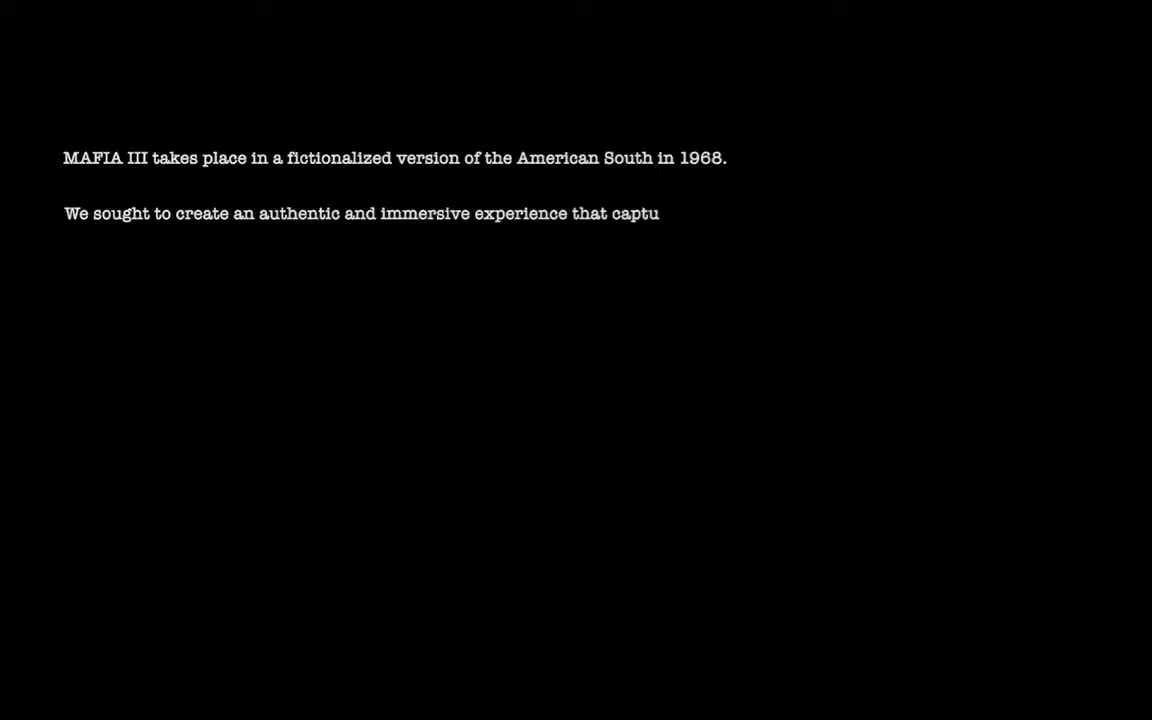 MAFIA III takes place in a fictionalized version of the American South in 1968.
We sought to create an authentic and immersive experience that captu